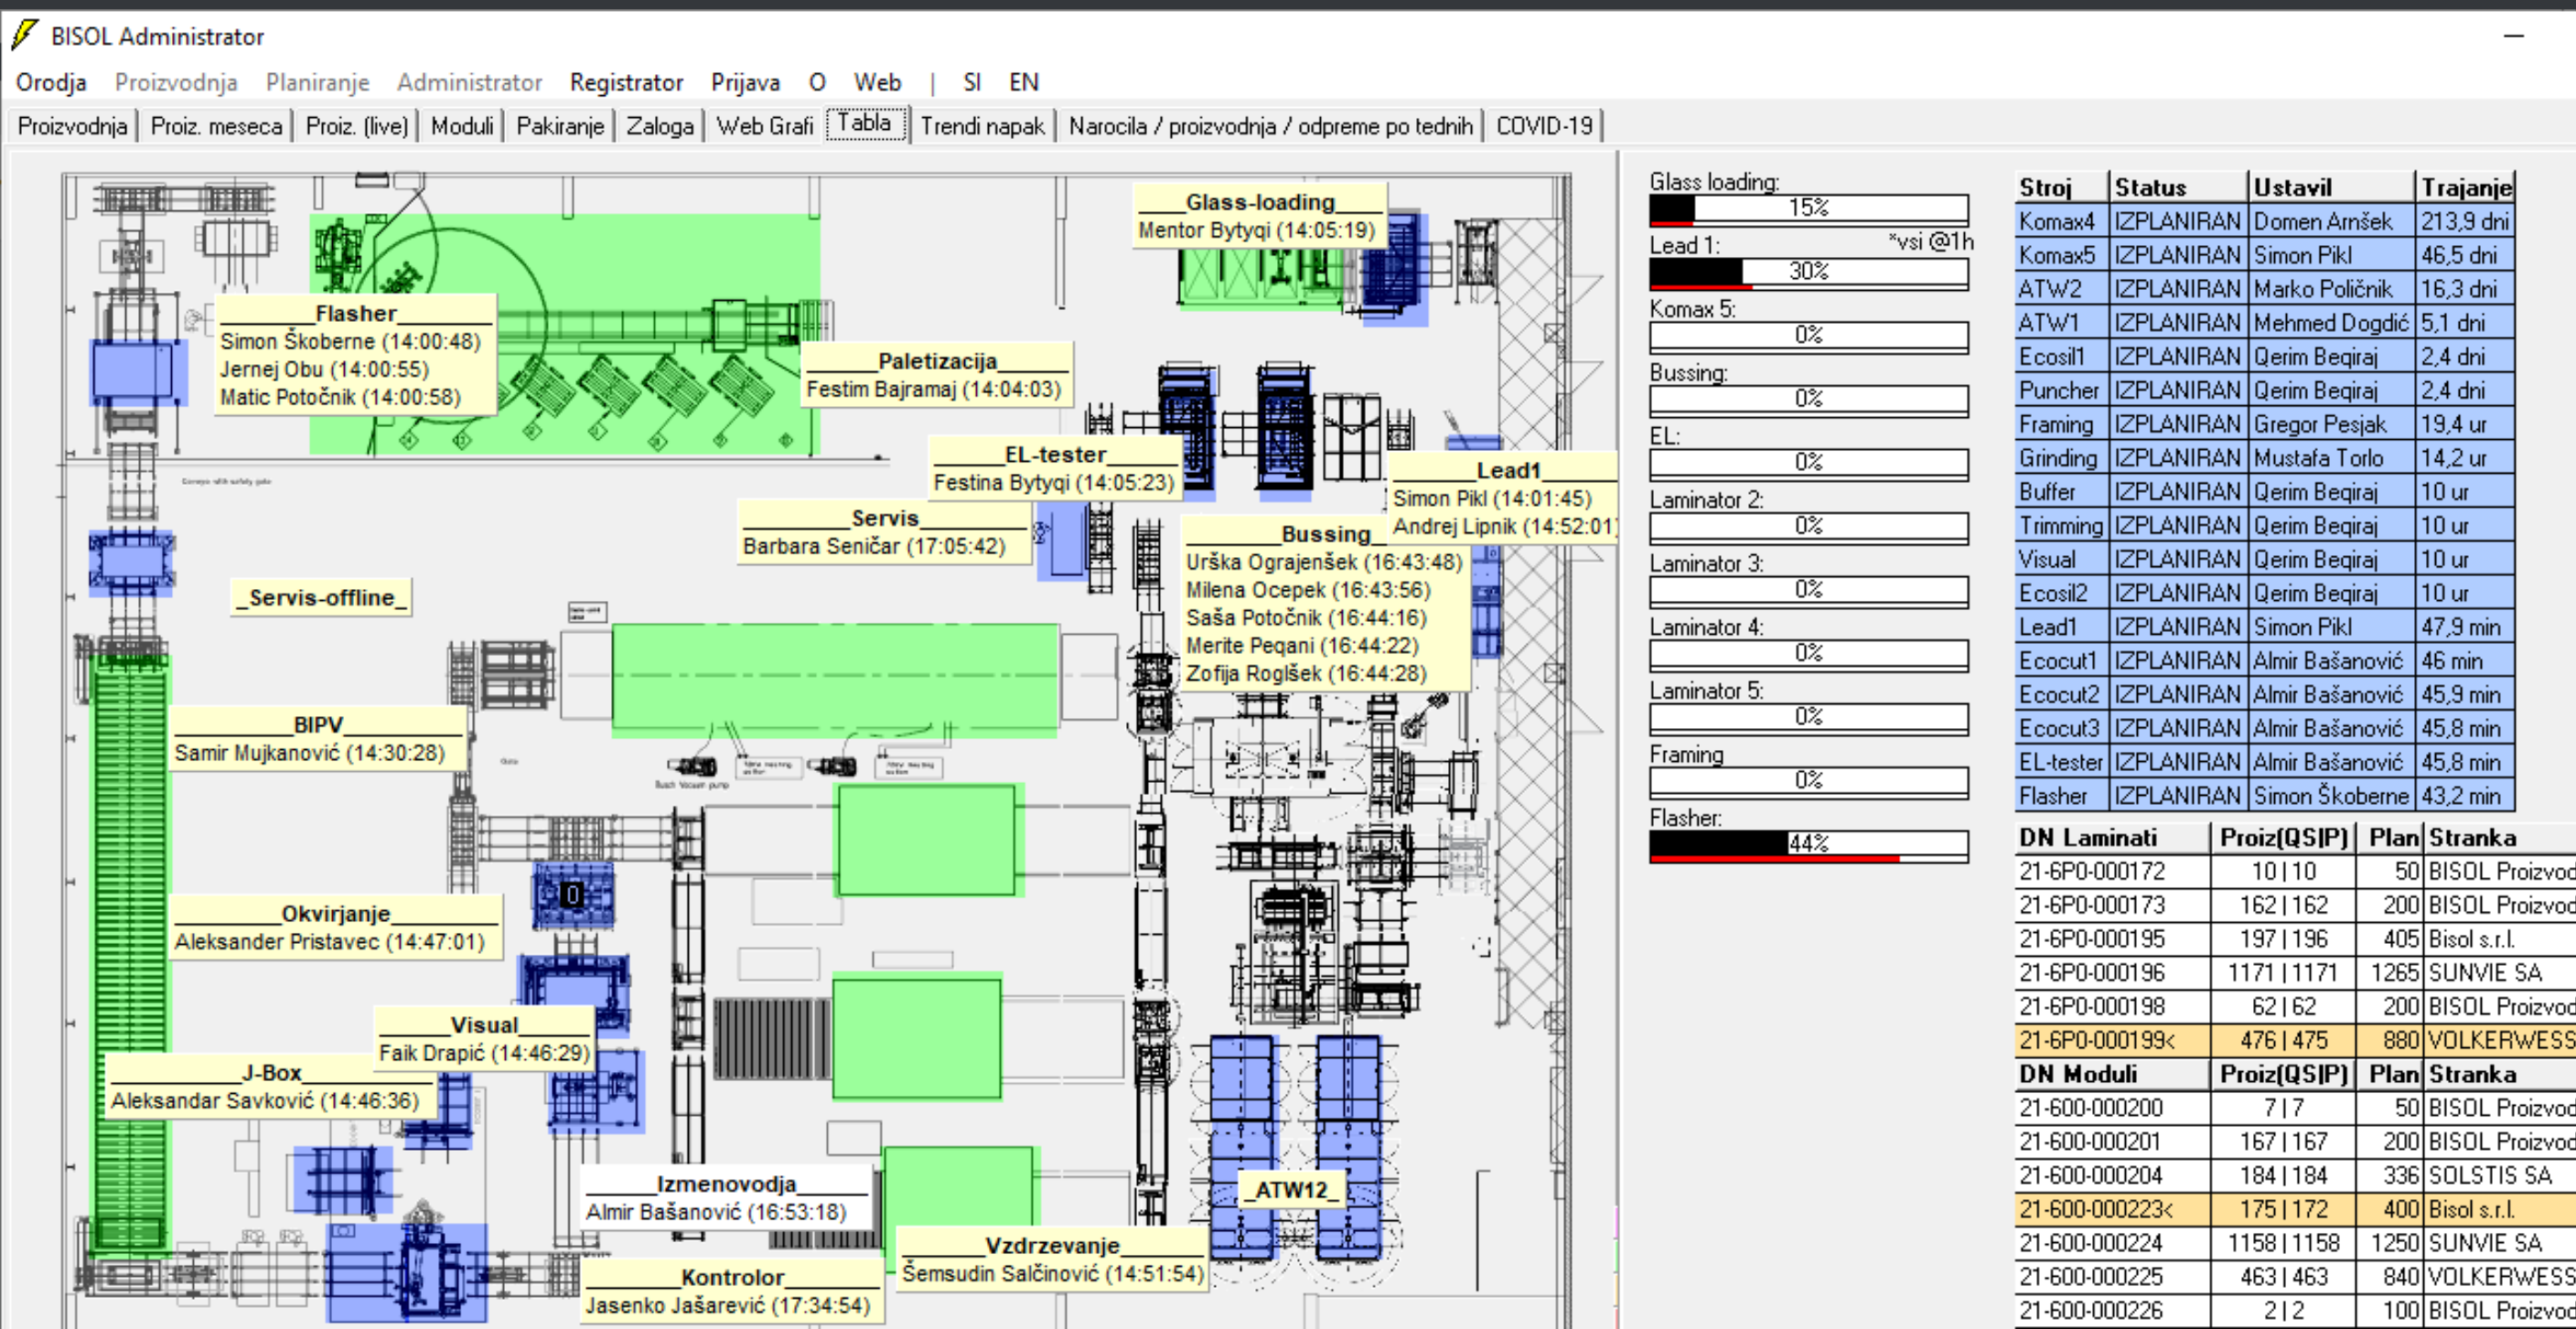 BISOL Administrator
Orodja Proizvodnja Planiranje Administrator Registrator Prijava O Web | SI EN
Proizvodnja Proiz. meseca Proiz. (live) Moduli Pakiranje Zaloga Web Grafi Tabla Trendi napak Narocila / proizvodnja / odpreme po tednih COVID-19
Glass-loading
Mentor Bytyqi (14:05:19)
Flasher
Simon Škoberne (14:00:48)
Jernej Obu (14:00:55)
Matic Potočnik (14:00:58)
Paletizacija
Festim Bajramaj (14:04:03)
EL-tester
Festina Bytyqi (14:05:23)
Lead1
Simon Pikl (14:01:45)
Andrej Lipnik (14:52:01)
Servis
Barbara Seničar (17:05:42)
Bussing
Urška Ograjenšek (16:43:48)
Milena Ocepek (16:43:56)
Saša Potočnik (16:44:16)
Merite Peqani (16:44:22)
Zofija Roglšek (16:44:28)
_Servis-offline_
BIPV
Samir Mujkanović (14:30:28)
Busch Vacuum pump
Okvirjanje
Aleksander Pristavec (14:47:01)
0
Visual
Faik Drapić (14:46:29)
J-Box
Aleksandar Savković (14:46:36)
Izmenovodja
Almir Bašanović (16:53:18)
_ATW12_
Vzdrzevanje
Šemsudin Salčinović (14:51:54)
Kontrolor
Jasenko Jašarević (17:34:54)
Glass loading:
15%
Lead 1: *vsi @1h
30%
Komax 5:
0%
Bussing:
0%
EL:
0%
Laminator 2:
0%
Laminator 3:
0%
Laminator 4:
0%
Laminator 5:
0%
Framing
0%
Flasher:
44%
Stroj Status Ustavil Trajanje
Komax4 IZPLANIRAN Domen Arnšek 213,9 dni
Komax5 IZPLANIRAN Simon Pikl 46,5 dni
ATW2 IZPLANIRAN Marko Poličnik 16,3 dni
ATW1 IZPLANIRAN Mehmed Dogdić 5,1 dni
Ecosil1 IZPLANIRAN Qerim Beqiraj 2,4 dni
Puncher IZPLANIRAN Qerim Beqiraj 2,4 dni
Framing IZPLANIRAN Gregor Pesjak 19,4 ur
Grinding IZPLANIRAN Mustafa Torlo 14,2 ur
Buffer IZPLANIRAN Qerim Beqiraj 10 ur
Trimming IZPLANIRAN Qerim Beqiraj 10 ur
Visual IZPLANIRAN Qerim Beqiraj 10 ur
Ecosil2 IZPLANIRAN Qerim Beqiraj 10 ur
Lead1 IZPLANIRAN Simon Pikl 47,9 min
Ecocut1 IZPLANIRAN Almir Bašanović 46 min
Ecocut2 IZPLANIRAN Almir Bašanović 45,9 min
Ecocut3 IZPLANIRAN Almir Bašanović 45,8 min
EL-tester IZPLANIRAN Almir Bašanović 45,8 min
Flasher IZPLANIRAN Simon Škoberne 43,2 min
DN Laminati Proiz(QS|P) Plan Stranka
21-6P0-000172 10 | 10 50 BISOL Proizvod
21-6P0-000173 162 | 162 200 BISOL Proizvod
21-6P0-000195 197 | 196 405 Bisol s.r.l.
21-6P0-000196 1171 | 1171 1265 SUNVIE SA
21-6P0-000198 62 | 62 200 BISOL Proizvod
21-6P0-000199< 476 | 475 880 VOLKERWESS
DN Moduli Proiz(QS|P) Plan Stranka
21-600-000200 7 | 7 50 BISOL Proizvod
21-600-000201 167 | 167 200 BISOL Proizvod
21-600-000204 184 | 184 336 SOLSTIS SA
21-600-000223< 175 | 172 400 Bisol s.r.l.
21-600-000224 1158 | 1158 1250 SUNVIE SA
21-600-000225 463 | 463 840 VOLKERWESS
21-600-000226 2 | 2 100 BISOL Proizvod